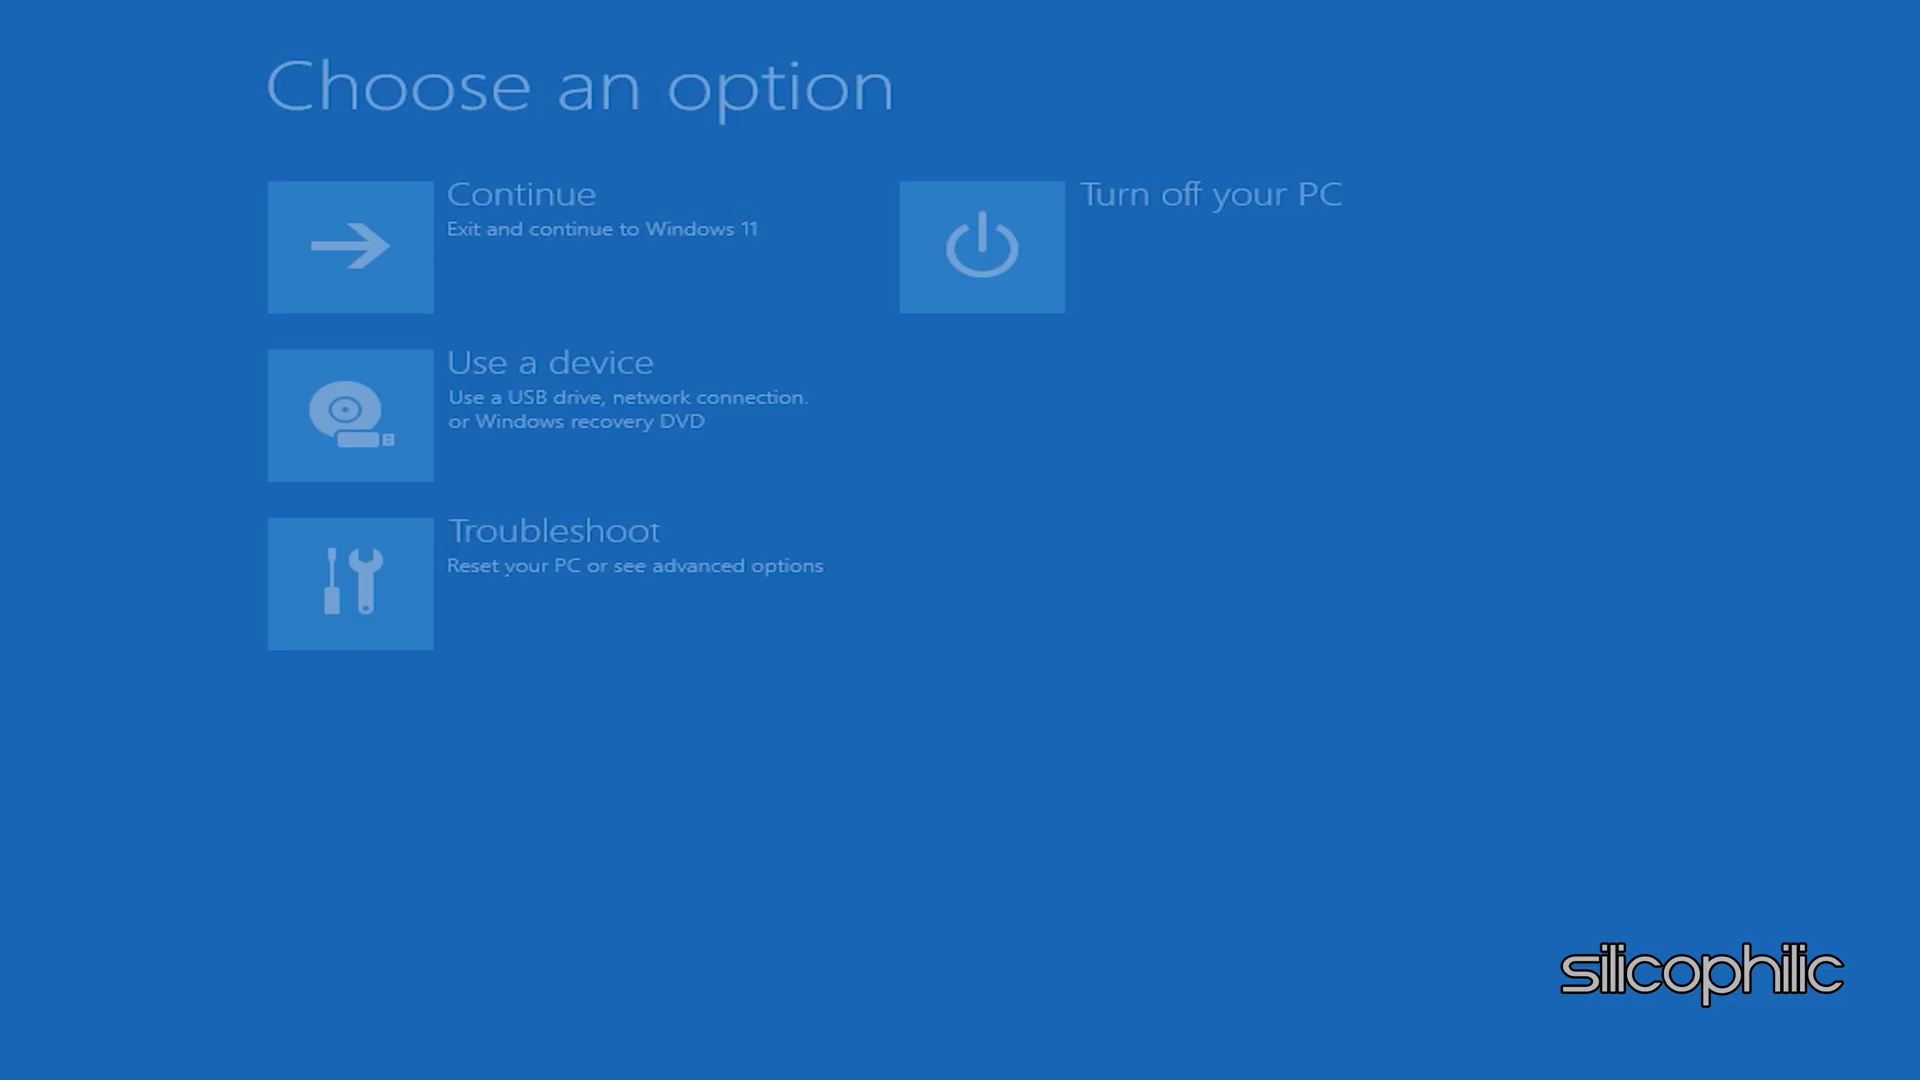 Choose an option
Continue
Exit and continue to Windows 11
Turn off your PC
Use a device
Use a USB drive, network connection.
or Windows recovery DVD
Troubleshoot
Reset your PC or see advanced options
silicophilic